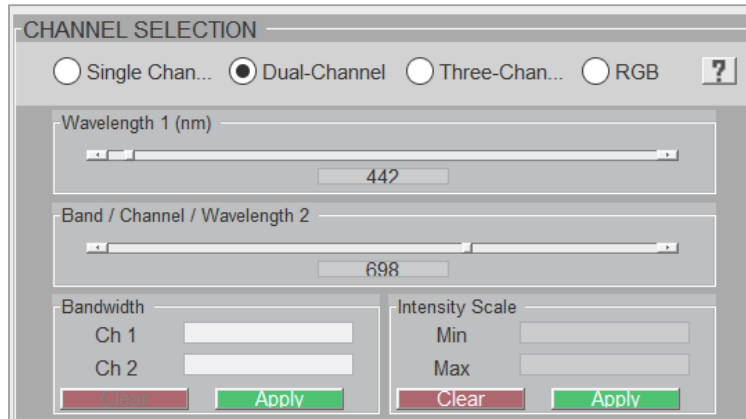 CHANNEL SELECTION
Single Chan... Dual-Channel Three-Chan... RGB ?
Wavelength 1 (nm)
442
Band / Channel / Wavelength 2
698
Bandwidth
Ch 1
Ch 2
Clear Apply
Intensity Scale
Min
Max
Clear Apply